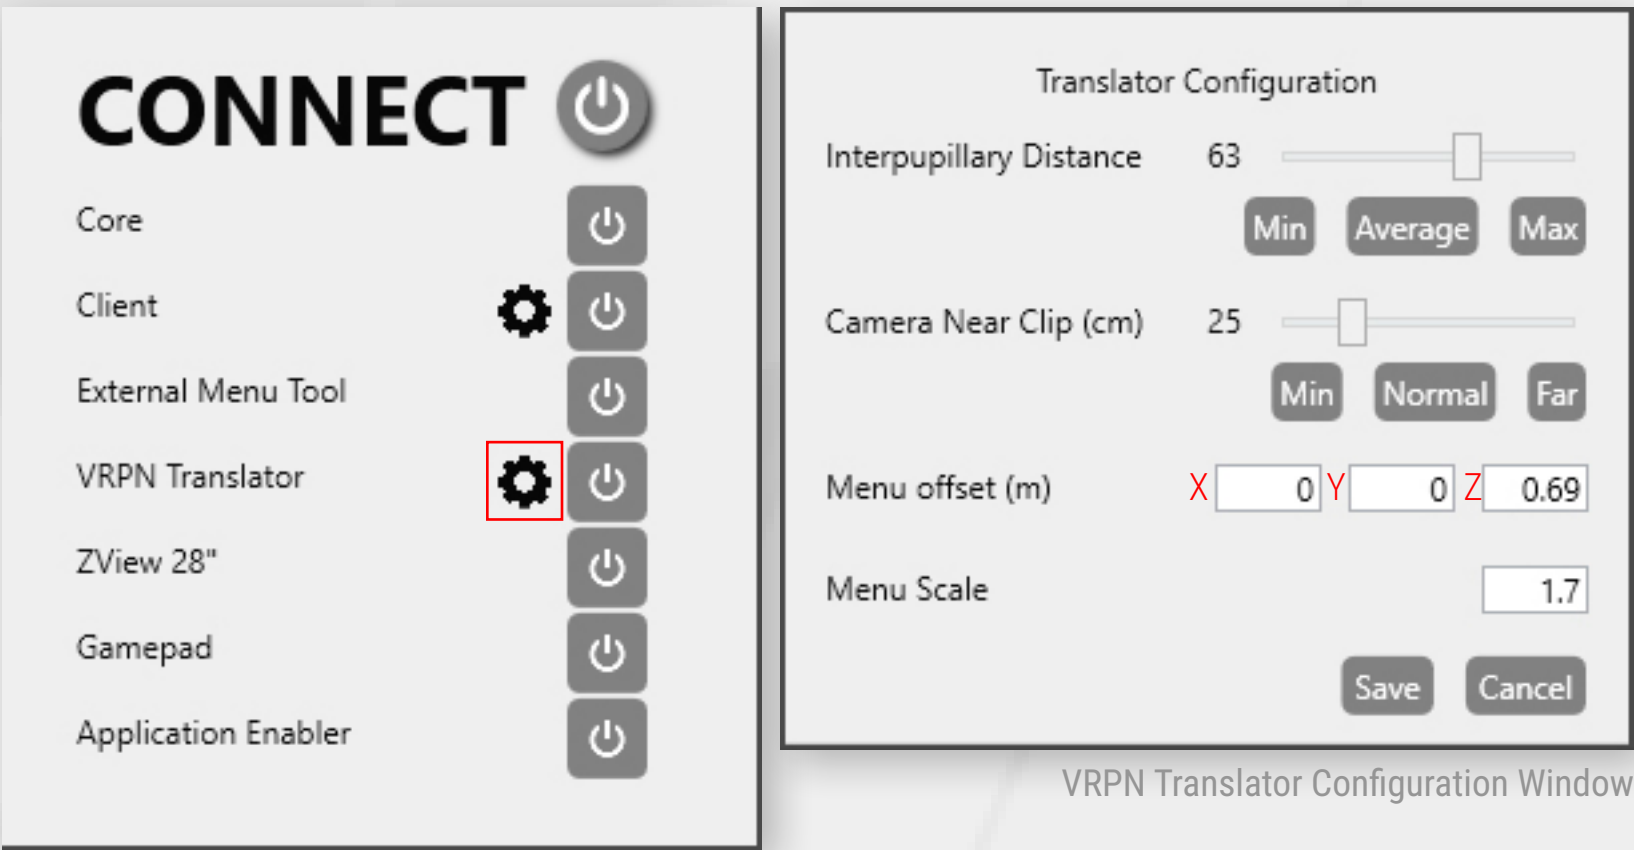 CONNECT
Core
Client
External Menu Tool
VRPN Translator
ZView 28"
Gamepad
Application Enabler
Translator Configuration
Interpupillary Distance 63
Min Average Max
Camera Near Clip (cm) 25
Min Normal Far
Menu offset (m) X 0 Y 0 Z 0.69
Menu Scale 1.7
Save Cancel
VRPN Translator Configuration Window